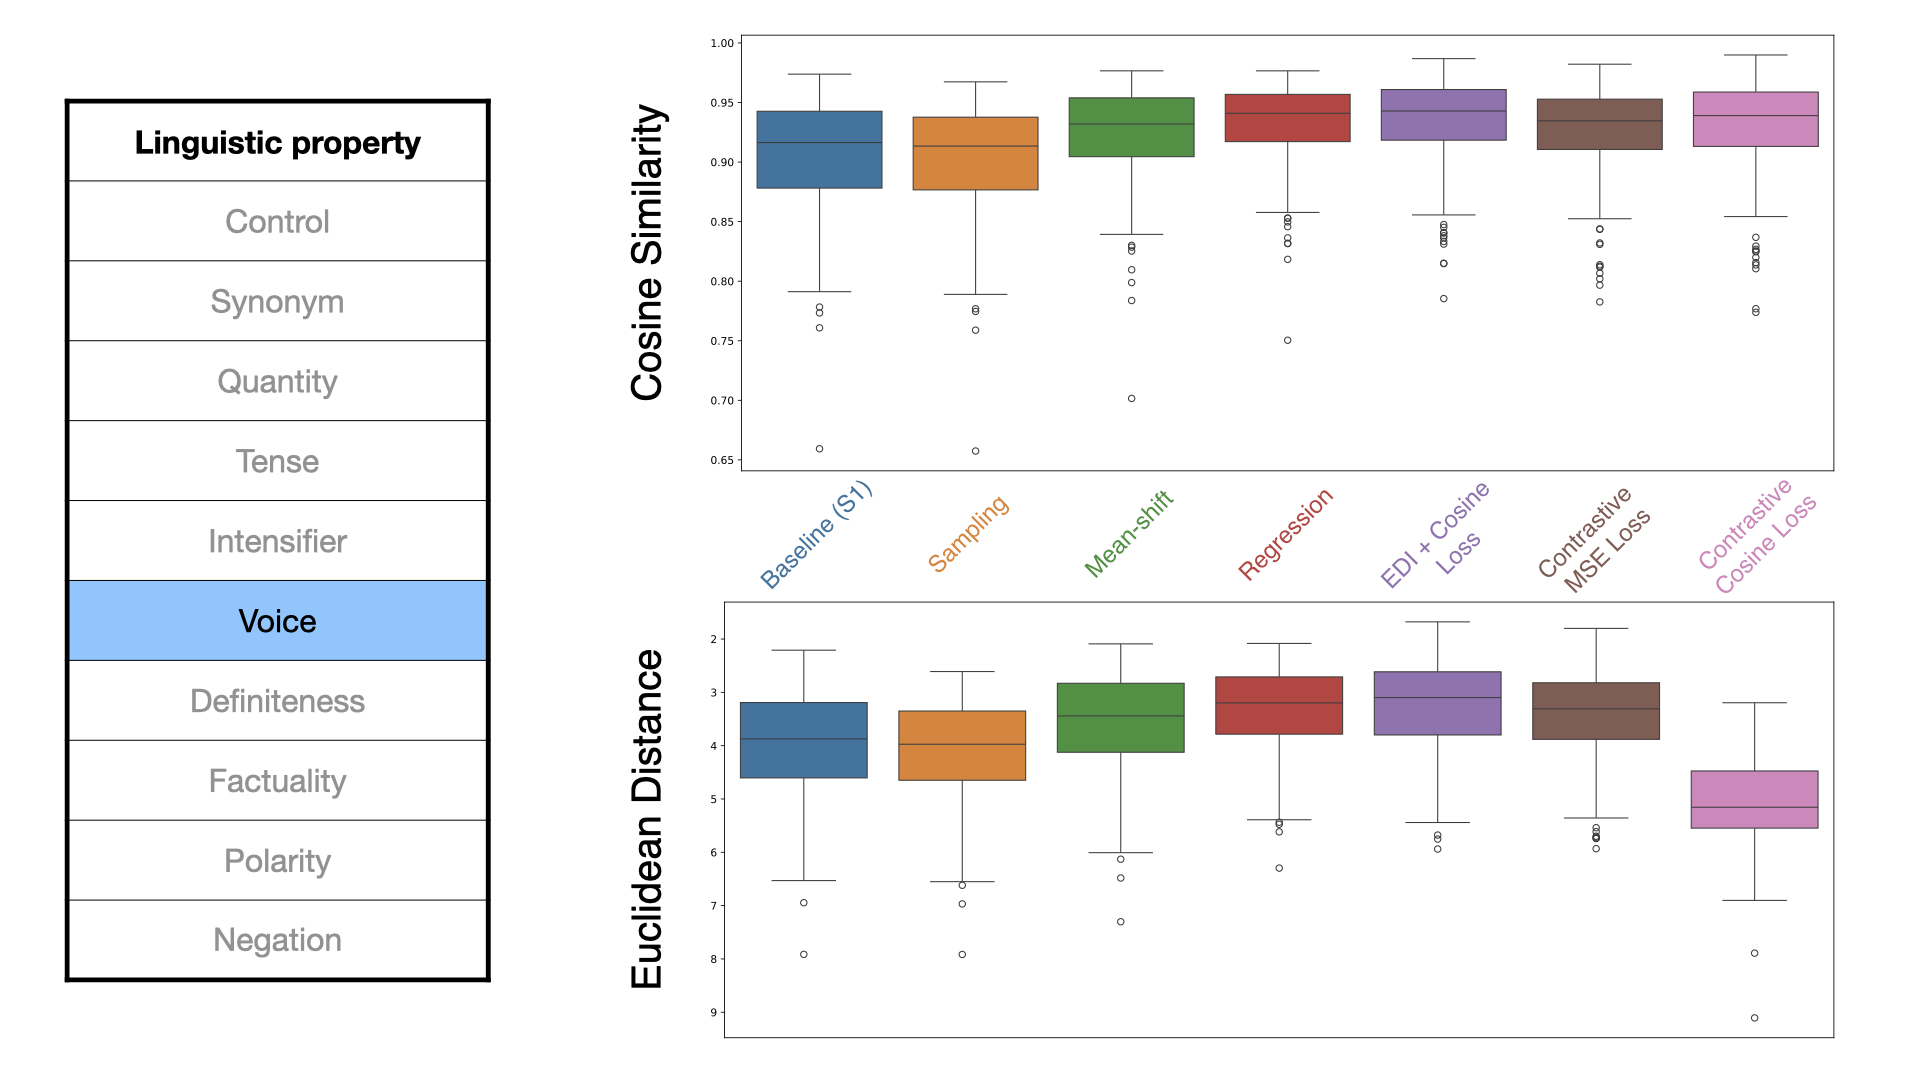 Linguistic property
Control
Synonym
Quantity
Tense
Intensifier
Voice
Definiteness
Factuality
Polarity
Negation
Cosine Similarity
1.00
0.95
0.90
0.85
0.80
0.75
0.70
0.65
Baseline (S1)
Sampling
Mean-shift
Regression
EDI + Cosine
Loss
Contrastive
MSE Loss
Contrastive
Cosine Loss
Euclidean Distance
2
3
4
5
6
7
8
9